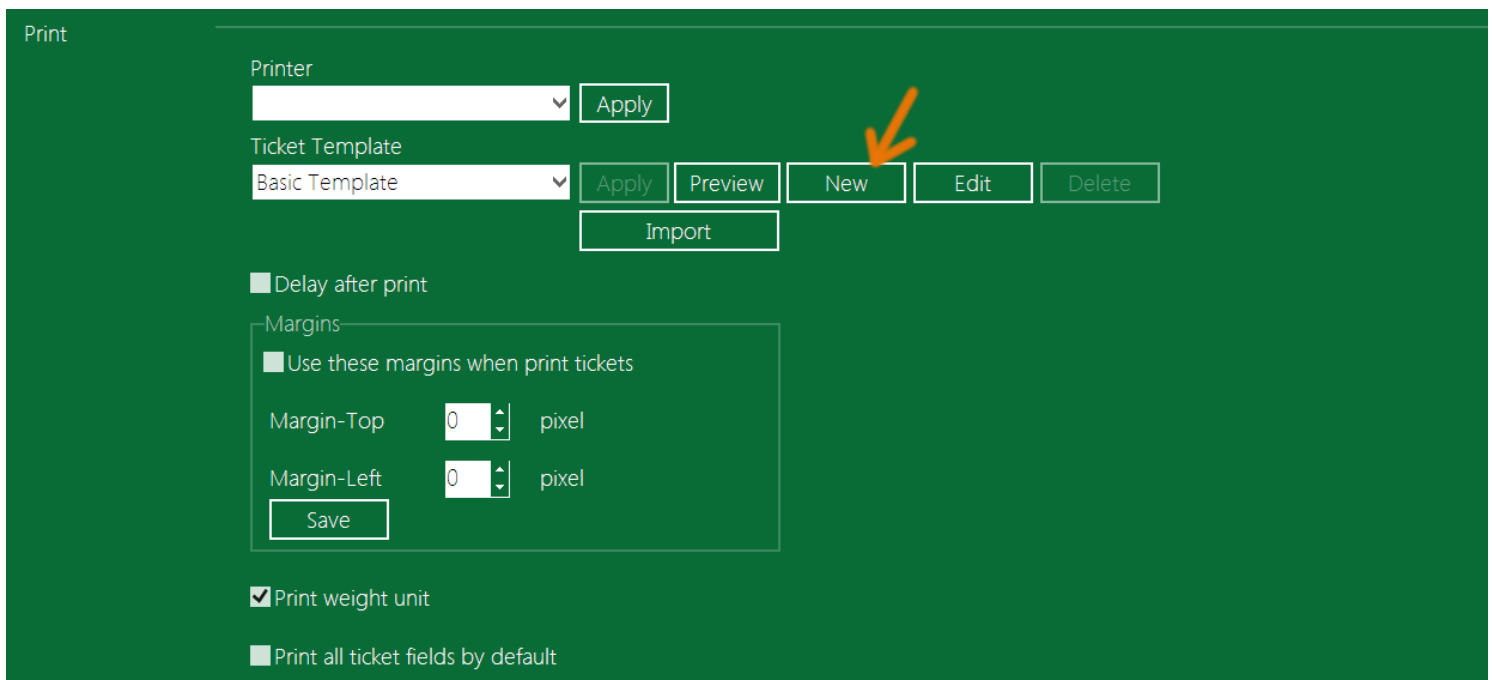 Print
Printer
Apply
Ticket Template
Basic Template Apply Preview New Edit Delete
Import
Delay after print
Margins
Use these margins when print tickets
Margin-Top 0 pixel
Margin-Left 0 pixel
Save
Print weight unit
Print all ticket fields by default